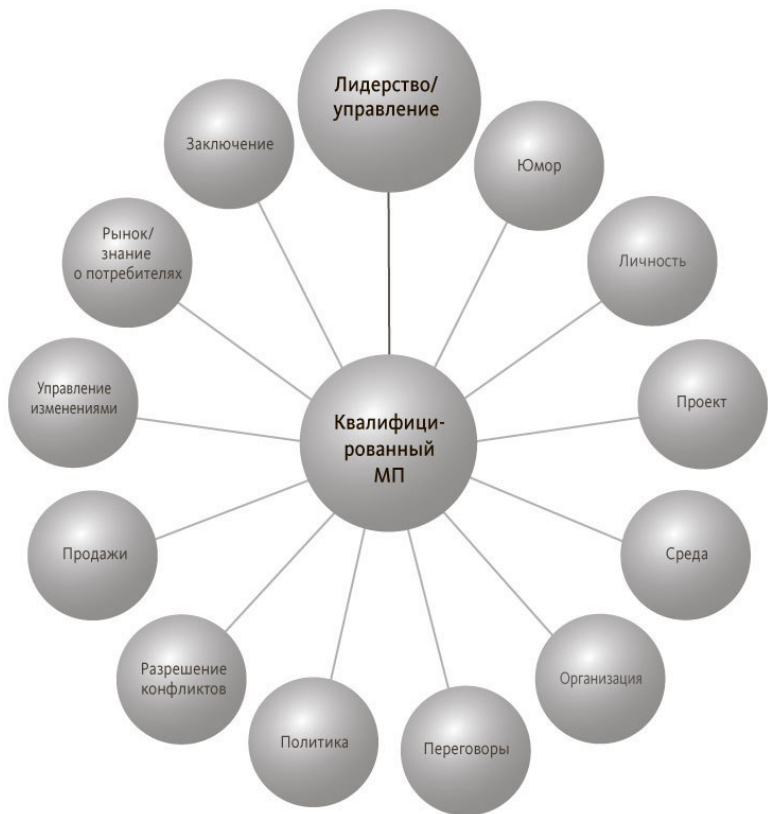 Лидерство/
управление
Заключение
Юмор
Рынок/
знание
о потребителях
Личность
Управление
изменениями
Проект
Квалифици-
рованный
МП
Продажи
Среда
Разрешение
конфликтов
Организация
Политика
Переговоры